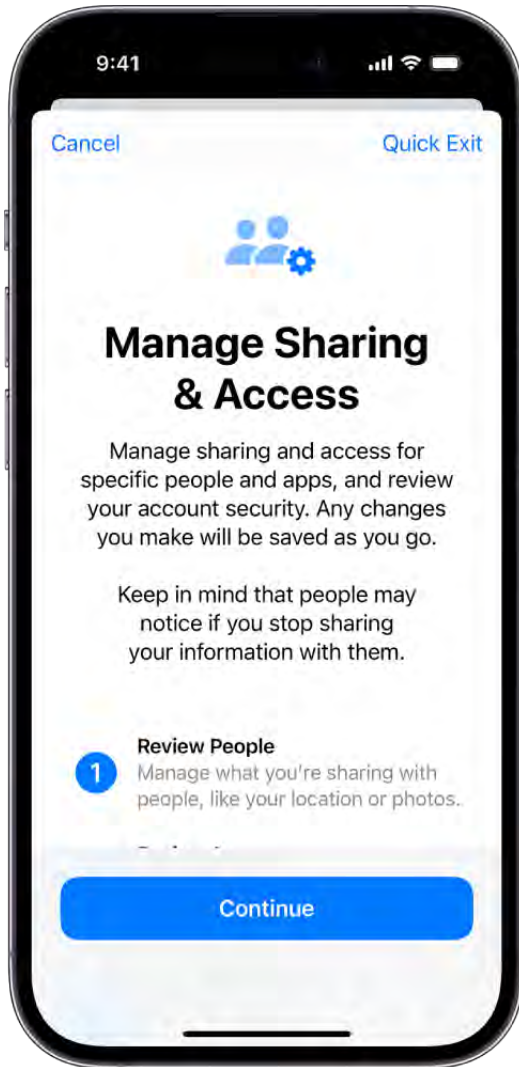 9:41
Cancel
Quick Exit
Manage Sharing
& Access
Manage sharing and access for
specific people and apps, and review
your account security. Any changes
you make will be saved as you go.
Keep in mind that people may
notice if you stop sharing
your information with them.
1
Review People
Manage what you're sharing with
people, like your location or photos.
Continue